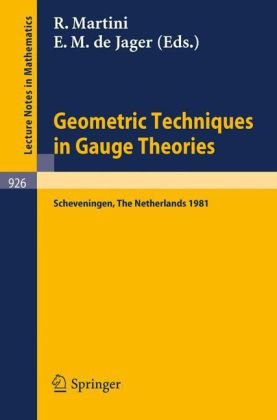 R. Martini
E. M. de Jager (Eds.)
Lecture Notes in Mathematics
926
Geometric Techniques
in Gauge Theories
Scheveningen, The Netherlands 1981
Springer